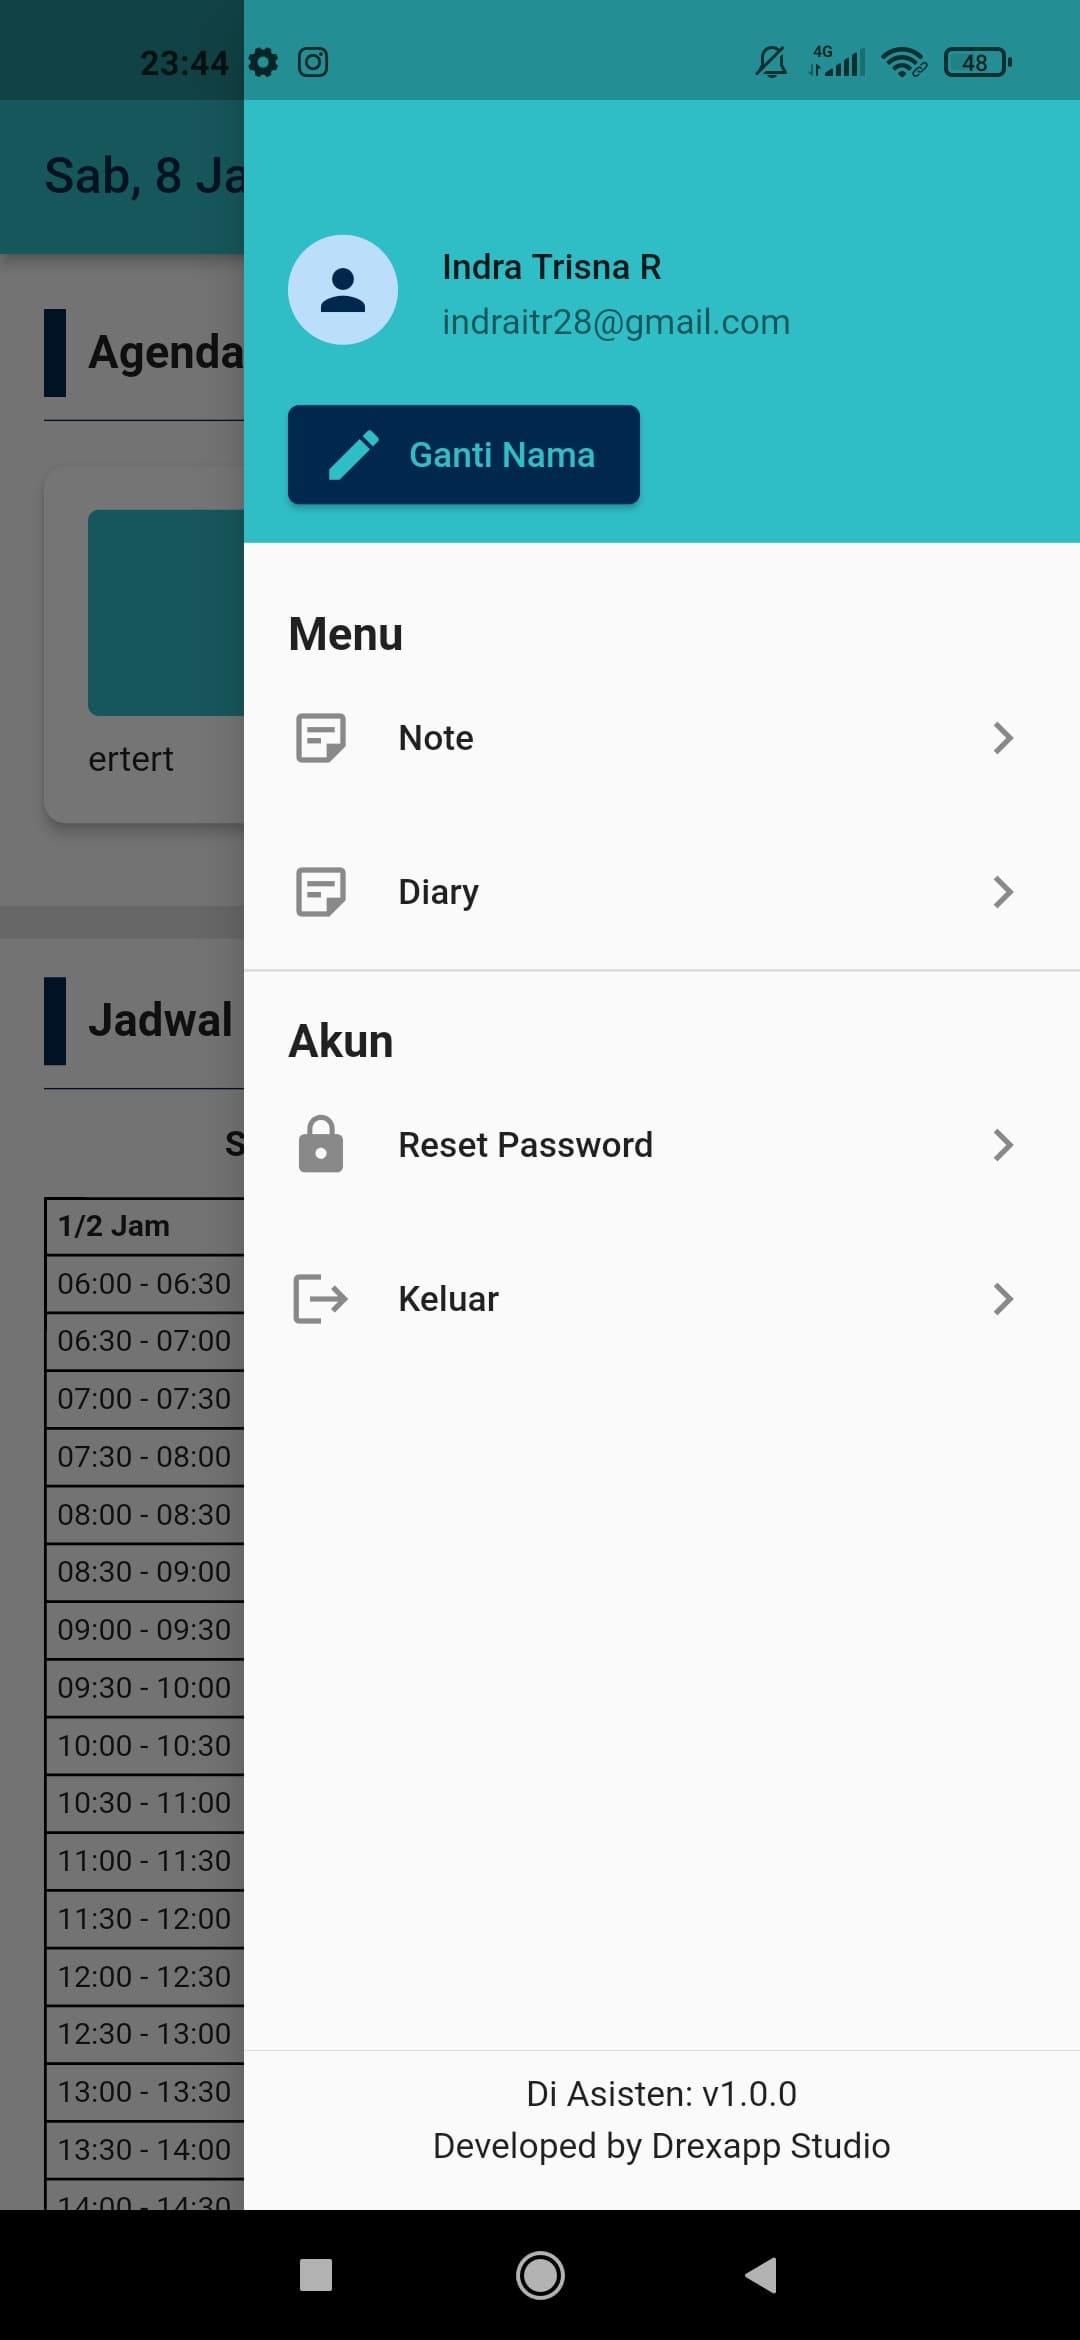 23:44
4G
48
Sab, 8 Ja
Indra Trisna R
indraitr28@gmail.com
Agenda
Ganti Nama
Menu
Note
ertert
Diary
Jadwal
Akun
S
Reset Password
1/2 Jam
06:00 - 06:30
Keluar
06:30 - 07:00
07:00 - 07:30
07:30 - 08:00
08:00 - 08:30
08:30 - 09:00
09:00 - 09:30
09:30 - 10:00
10:00 - 10:30
10:30 - 11:00
11:00 - 11:30
11:30 - 12:00
12:00 - 12:30
12:30 - 13:00
13:00 - 13:30
13:30 - 14:00
14:00 - 14:30
Di Asisten: v1.0.0
Developed by Drexapp Studio